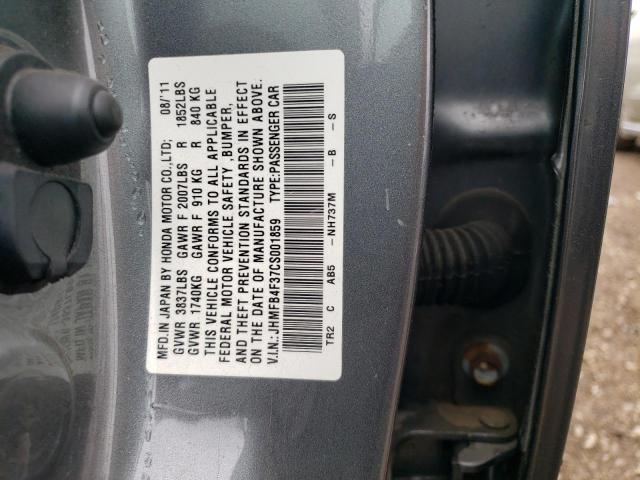 MFD.IN JAPAN BY HONDA MOTOR CO.,LTD; 08/11
GVWR 3837LBS GAWR F 2007LBS R 1852LBS
GVWR 1740KG GAWR F 910 KG R 840 KG
THIS VEHICLE CONFORMS TO ALL APPLICABLE
FEDERAL MOTOR VEHICLE SAFETY ,BUMPER,
AND THEFT PREVENTION STANDARDS IN EFFECT
ON THE DATE OF MANUFACTURE SHOWN ABOVE.
V.I.N.: JHMFB4F37CS001859 TYPE:PASSENGER CAR
TR2 C AB5 -NH737M -B -S